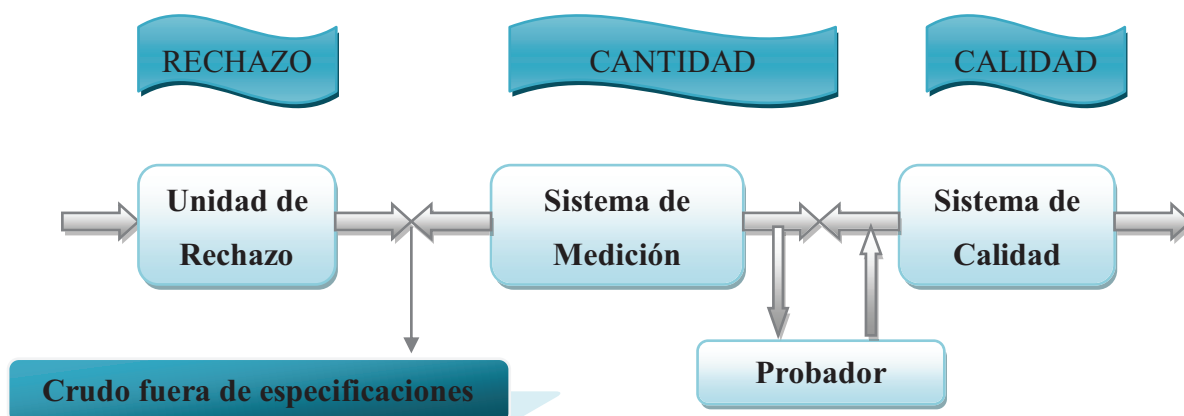 RECHAZO
CANTIDAD
CALIDAD
Unidad de
Rechazo
Sistema de
Medición
Sistema de
Calidad
Probador
Crudo fuera de especificaciones